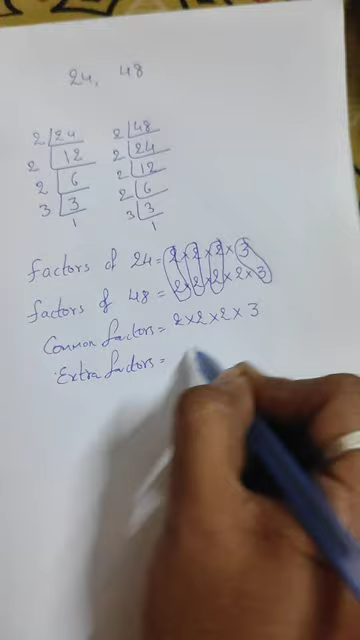 24, 48
2 24 2 48
2 12 2 24
2 6 2 12
3 3 2 6
1 3 3
1
factors of 24 = 2×2×2×3
factors of 48 = 2×2×2×2×3
Common factors = 2×2×2×3
Extra factors =